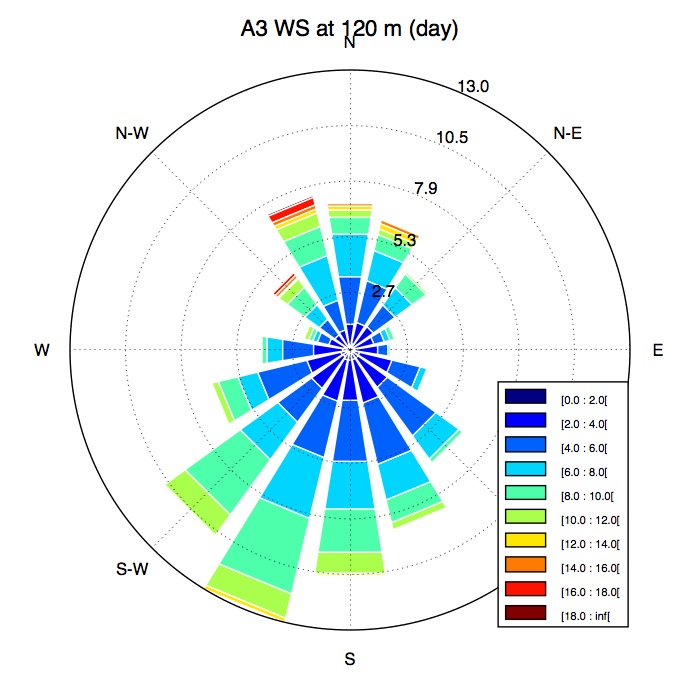 A3 WS at 120 m (day)
N
13.0
N-W
N-E
10.5
7.9
5.3
2.7
W
E
[0.0 : 2.0[
[2.0 : 4.0[
[4.0 : 6.0[
[6.0 : 8.0[
[8.0 : 10.0[
[10.0 : 12.0[
[12.0 : 14.0[
[14.0 : 16.0[
[16.0 : 18.0[
[18.0 : inf[
S-W
S